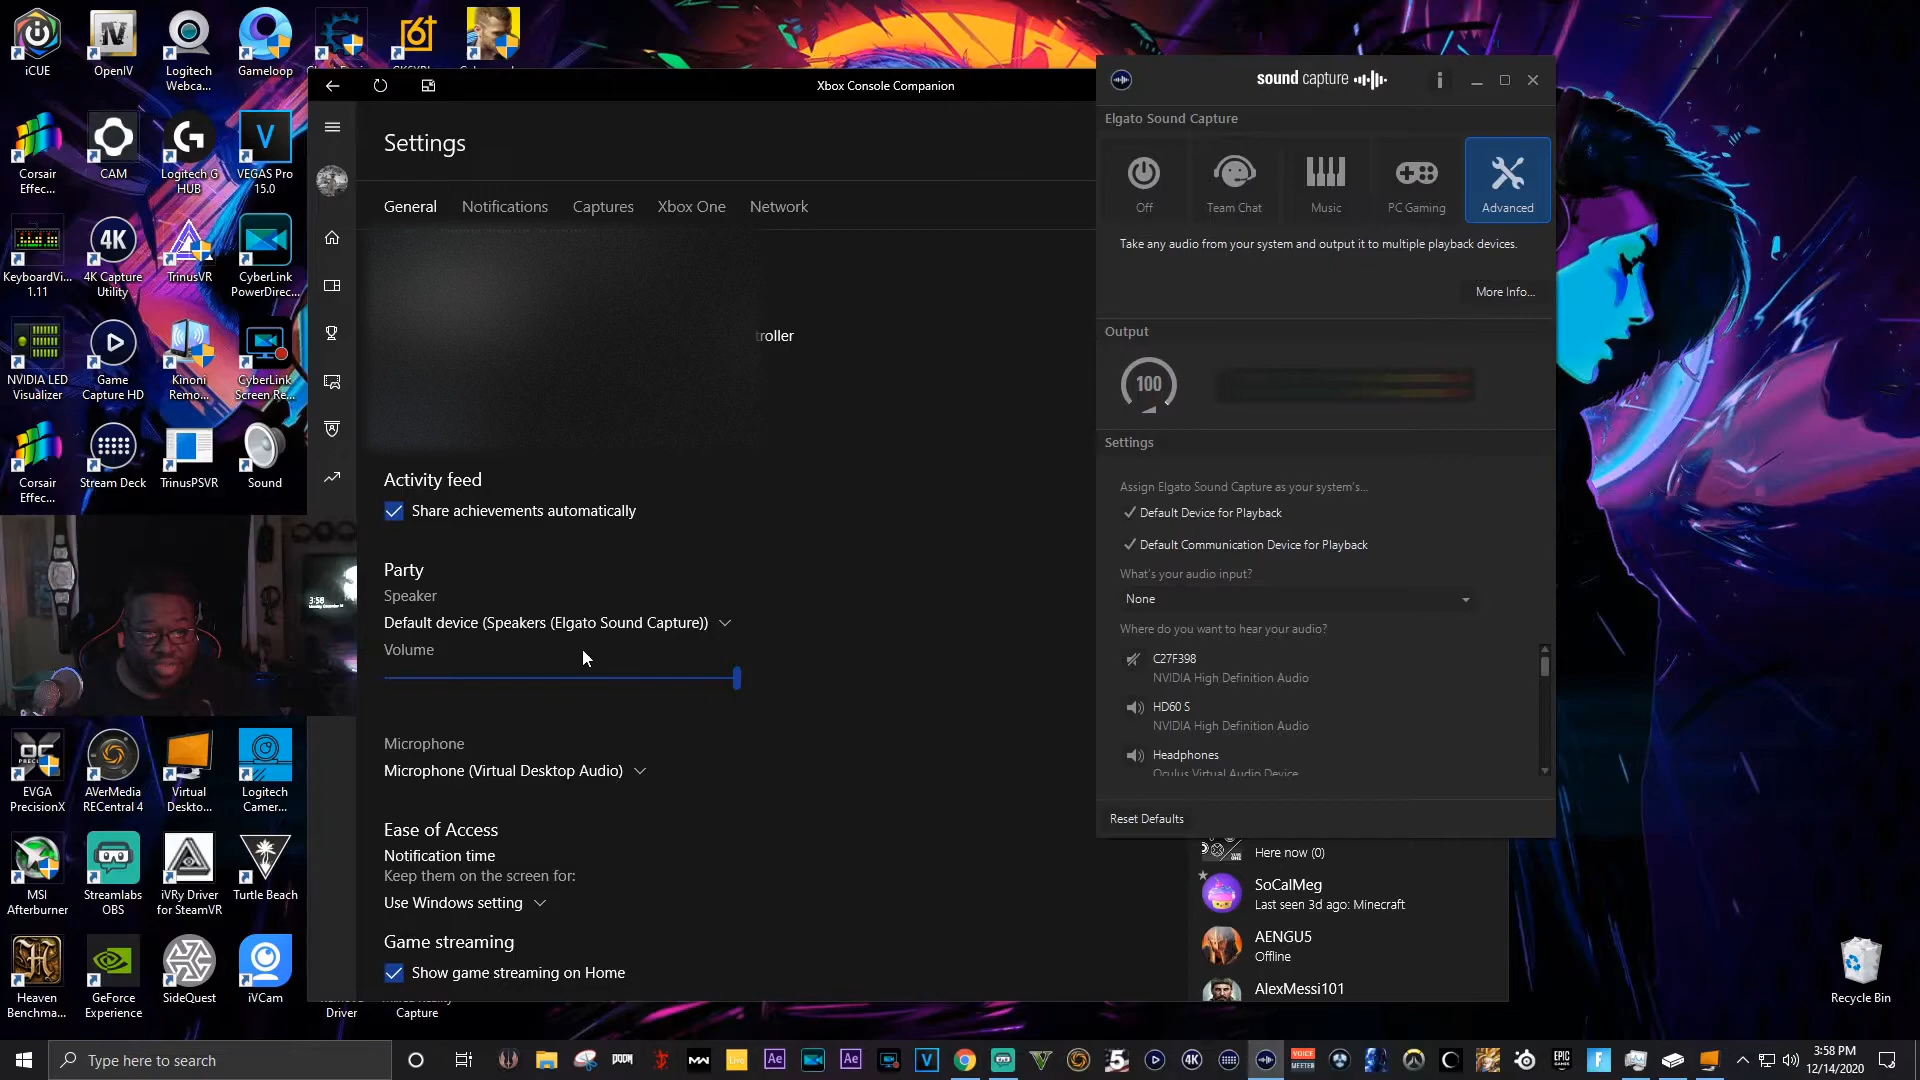 iCUE
OpenIV
Logitech
Webca...
Gameloop
Corsair
Effec...
CAM
Logitech G
HUB
VEGAS Pro
15.0
KeyboardVi...
1.11
4K Capture
Utility
TrinusVR
CyberLink
PowerDirec...
NVIDIA LED
Visualizer
Game
Capture HD
Kinoni
Remo...
CyberLink
Screen Re...
Corsair
Effec...
Stream Deck
TrinusPSVR
Sound
3:58
EVGA
PrecisionX
AVerMedia
RECentral 4
Virtual
Deskto...
Logitech
Camer...
MSI
Afterburner
Streamlabs
OBS
iVRy Driver
for SteamVR
Turtle Beach
Heaven
Benchma...
GeForce
Experience
SideQuest
iVCam
Driver
Capture
Xbox Console Companion
Settings
General
Notifications
Captures
Xbox One
Network
troller
Activity feed
Share achievements automatically
Party
Speaker
Default device (Speakers (Elgato Sound Capture))
Volume
Microphone
Microphone (Virtual Desktop Audio)
Ease of Access
Notification time
Keep them on the screen for:
Use Windows setting
Game streaming
Show game streaming on Home
sound capture
Elgato Sound Capture
Off
Team Chat
Music
PC Gaming
Advanced
Take any audio from your system and output it to multiple playback devices.
More Info...
Output
100
Settings
Assign Elgato Sound Capture as your system's...
Default Device for Playback
Default Communication Device for Playback
What's your audio input?
None
Where do you want to hear your audio?
C27F398
NVIDIA High Definition Audio
HD60 S
NVIDIA High Definition Audio
Headphones
Oculus Virtual Audio Device
Reset Defaults
Here now (0)
SoCalMeg
Last seen 3d ago: Minecraft
AENGU5
Offline
AlexMessi101
Recycle Bin
Type here to search
3:58 PM
12/14/2020